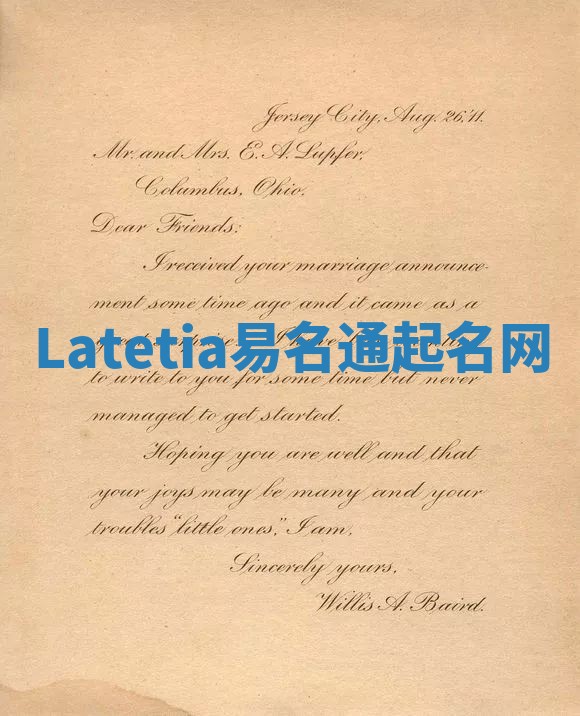 Jersey City, Aug. 26, '11.
Mr. and Mrs. E. A. Lupfer,
Columbus, Ohio.
Dear Friends:
I received your marriage announce-
ment some time ago and it came as a
Latetia易名通起名网
to write to you for some time but never
managed to get started.
Hoping you are well and that
your joys may be many and your
troubles "little ones," I am,
Sincerely yours,
Willis A. Baird.